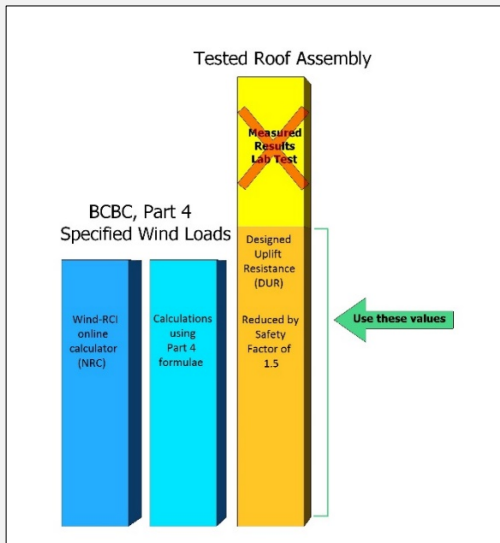 Tested Roof Assembly
Measured
Results
Lab Test
BCBC, Part 4
Specified Wind Loads
Wind-RCI
online
calculator
(NRC)
Calculations
using
Part 4
formulae
Designed
Uplift
Resistance
(DUR)
Reduced by
Safety
Factor of
1.5
Use these values